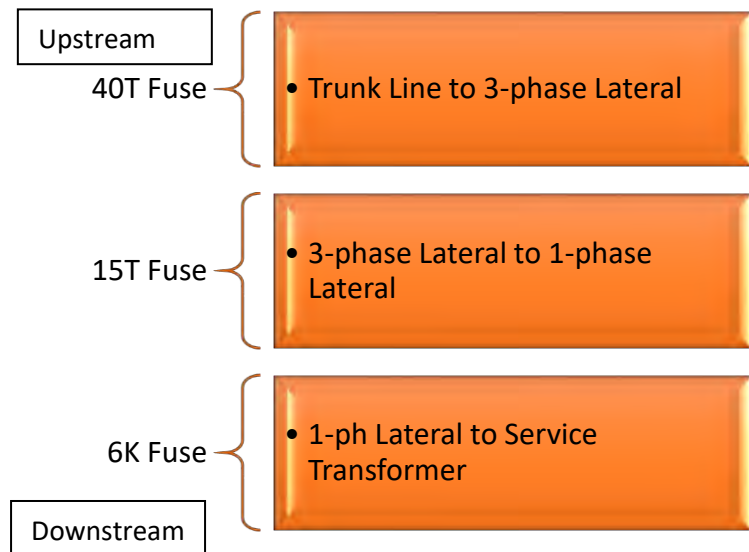 Upstream
40T Fuse
• Trunk Line to 3-phase Lateral
15T Fuse
• 3-phase Lateral to 1-phase
Lateral
6K Fuse
• 1-ph Lateral to Service
Transformer
Downstream